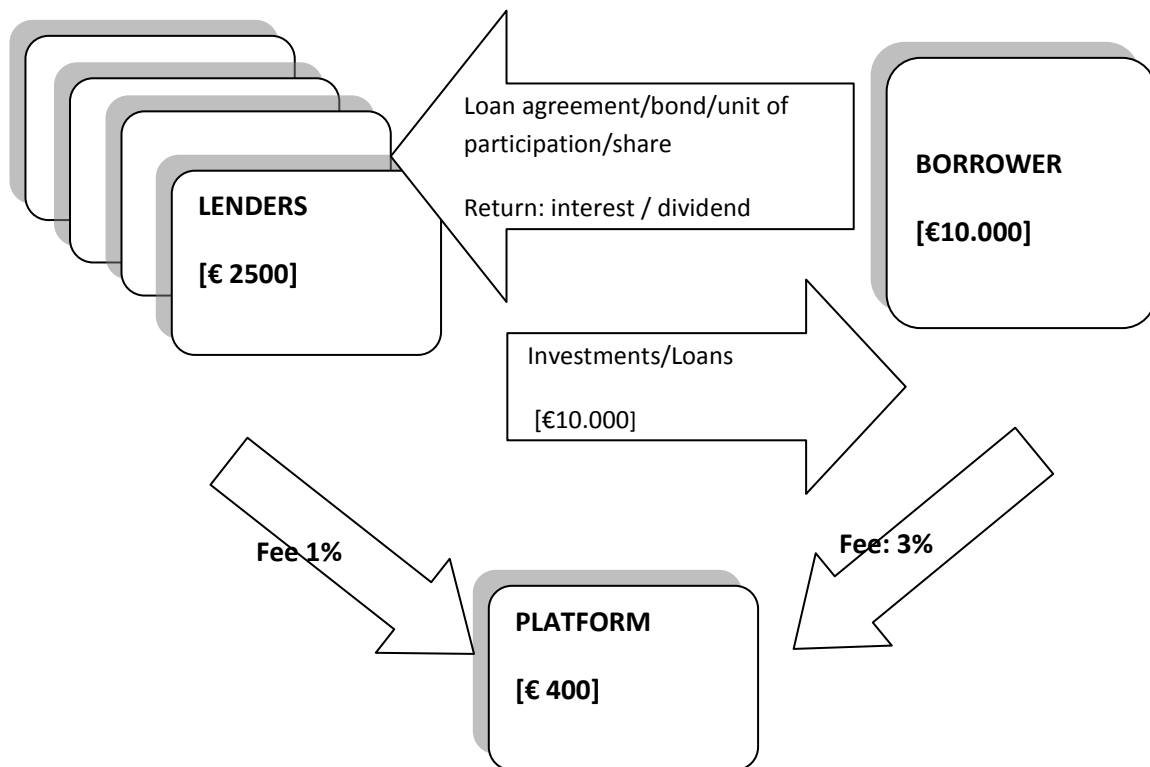 LENDERS
[€ 2500]
Loan agreement/bond/unit of
participation/share
Return: interest / dividend
BORROWER
[€10.000]
Investments/Loans
[€10.000]
Fee 1%
Fee: 3%
PLATFORM
[€ 400]